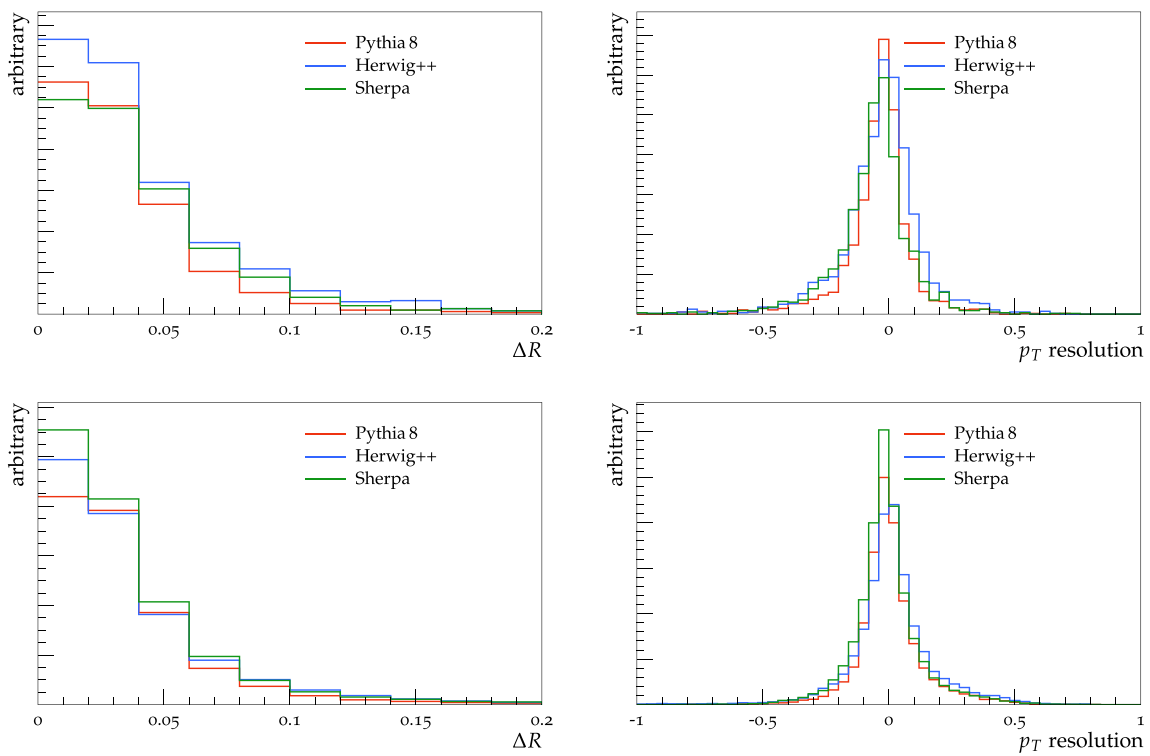 arbitrary
Pythia 8
Herwig++
Sherpa
0 0.05 0.1 0.15 0.2
ΔR
arbitrary
Pythia 8
Herwig++
Sherpa
-1 -0.5 0 0.5 1
p_T resolution
arbitrary
Pythia 8
Herwig++
Sherpa
0 0.05 0.1 0.15 0.2
ΔR
arbitrary
Pythia 8
Herwig++
Sherpa
-1 -0.5 0 0.5 1
p_T resolution